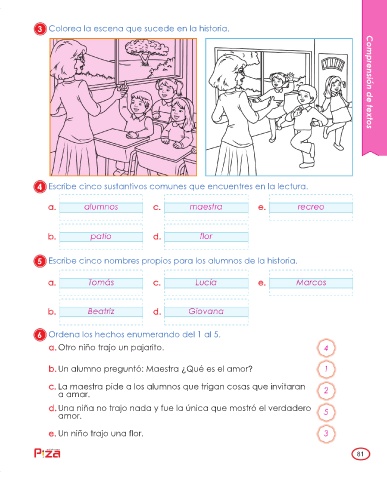 3 Colorea la escena que sucede en la historia.
Comprensión de textos
4 Escribe cinco sustantivos comunes que encuentres en la lectura.
a. alumnos c. maestra e. recreo
b. patio d. flor
5 Escribe cinco nombres propios para los alumnos de la historia.
a. Tomás c. Lucía e. Marcos
b. Beatriz d. Giovana
6 Ordena los hechos enumerando del 1 al 5.
a. Otro niño trajo un pajarito. 4
b. Un alumno preguntó: Maestra ¿Qué es el amor? 1
c. La maestra pide a los alumnos que trigan cosas que invitaran
a amar. 2
d. Una niña no trajo nada y fue la única que mostró el verdadero
amor. 5
e. Un niño trajo una flor. 3
Piza
81